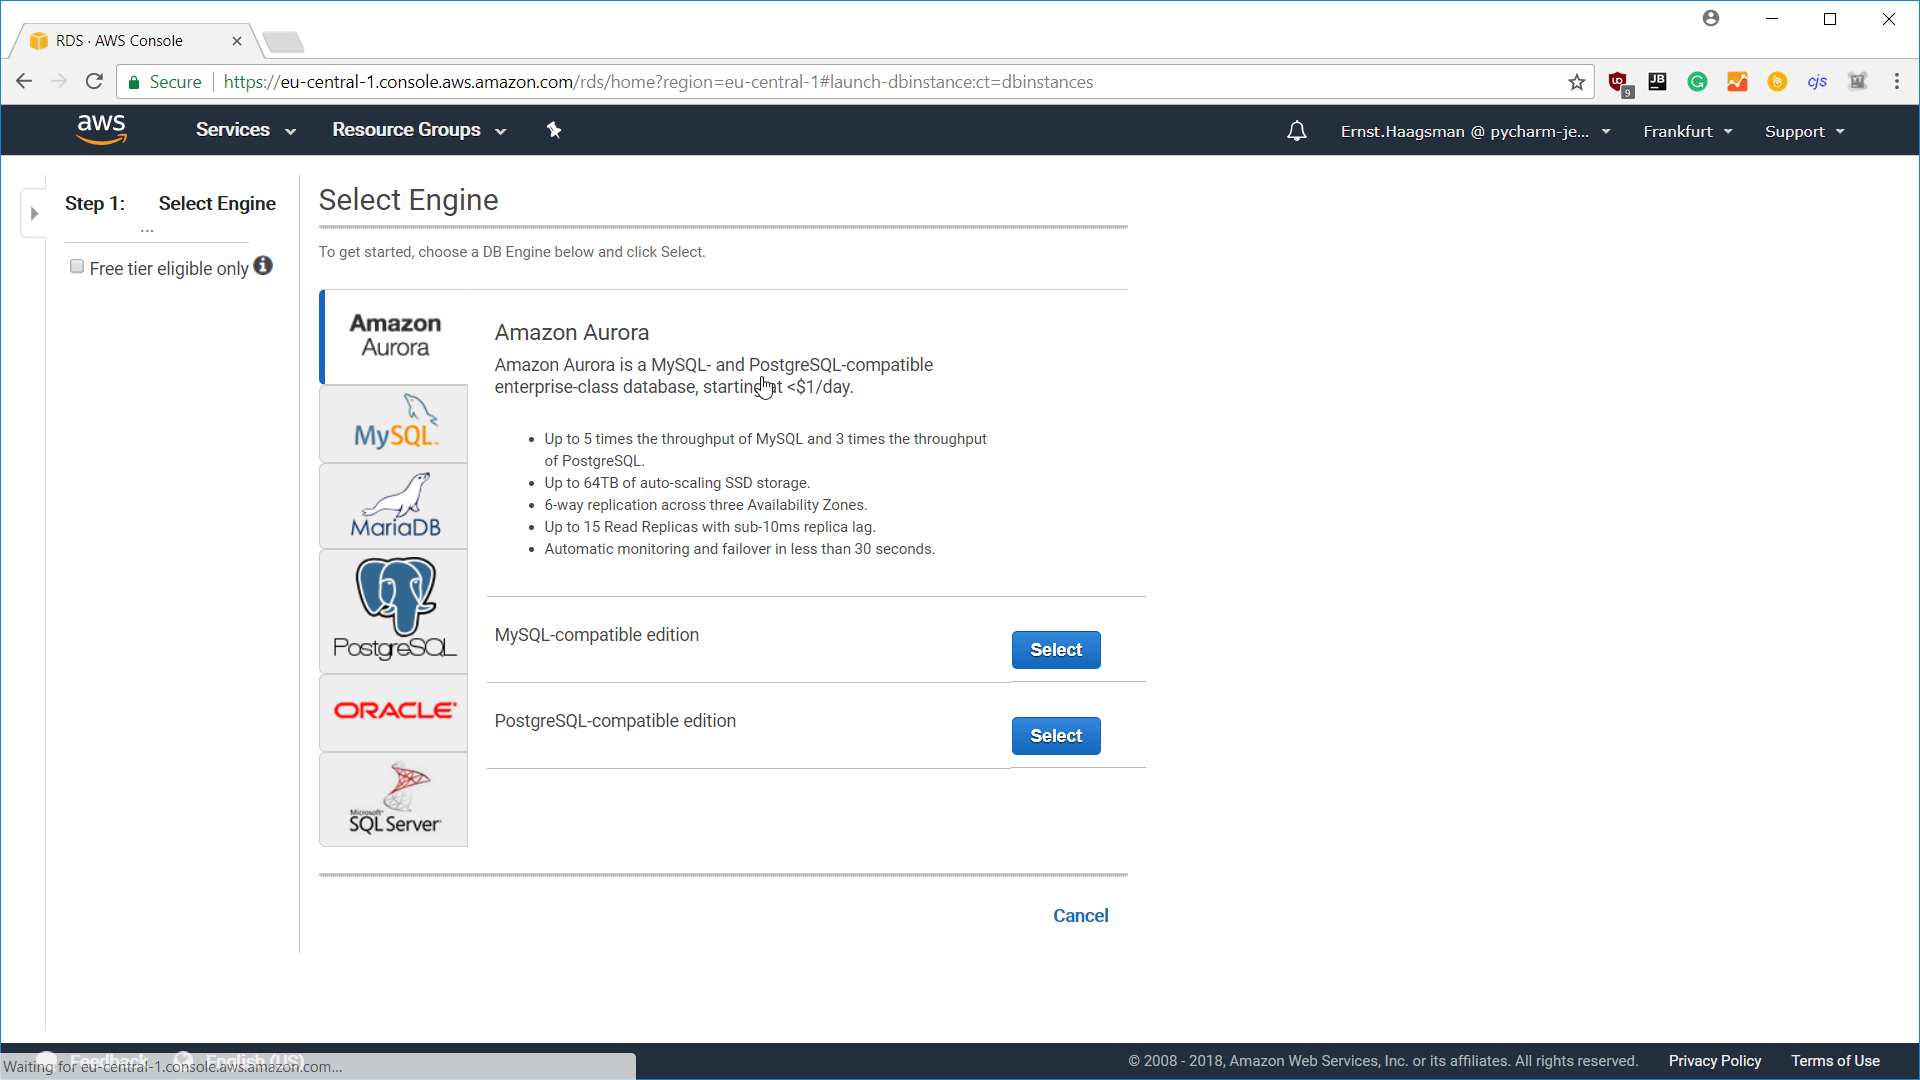 RDS · AWS Console
Secure https://eu-central-1.console.aws.amazon.com/rds/home?region=eu-central-1#launch-dbinstance:ct=dbinstances
9
JB
cjs
aws
Services
Resource Groups
Ernst.Haagsman @ pycharm-je...
Frankfurt
Support
Step 1: Select Engine
...
Free tier eligible only
Select Engine
To get started, choose a DB Engine below and click Select.
Amazon
Aurora
MySQL
MariaDB
PostgreSQL
ORACLE
Microsoft
SQL Server
Amazon Aurora
Amazon Aurora is a MySQL- and PostgreSQL-compatible
enterprise-class database, starting at <$1/day.
• Up to 5 times the throughput of MySQL and 3 times the throughput
of PostgreSQL.
• Up to 64TB of auto-scaling SSD storage.
• 6-way replication across three Availability Zones.
• Up to 15 Read Replicas with sub-10ms replica lag.
• Automatic monitoring and failover in less than 30 seconds.
MySQL-compatible edition
Select
PostgreSQL-compatible edition
Select
Cancel
Feedback English (US)
Waiting for eu-central-1.console.aws.amazon.com...
© 2008 - 2018, Amazon Web Services, Inc. or its affiliates. All rights reserved. Privacy Policy Terms of Use